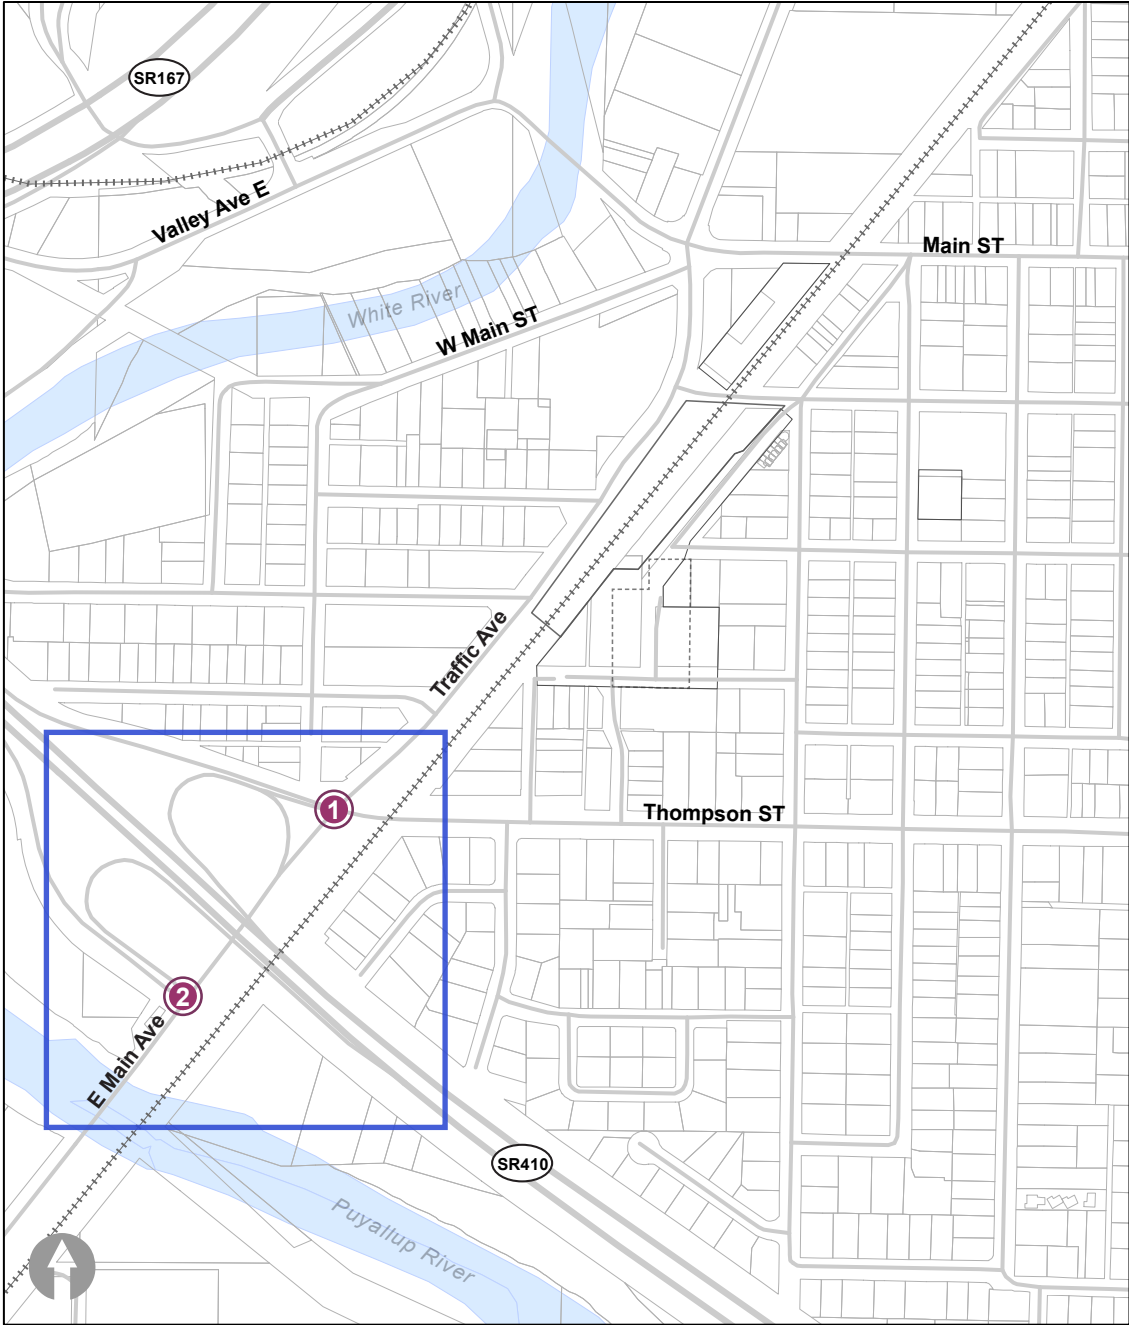 SR167
Valley Ave E
Main ST
White River
W Main ST
Traffic Ave
1
Thompson ST
2
E Main Ave
SR410
Puyallup River